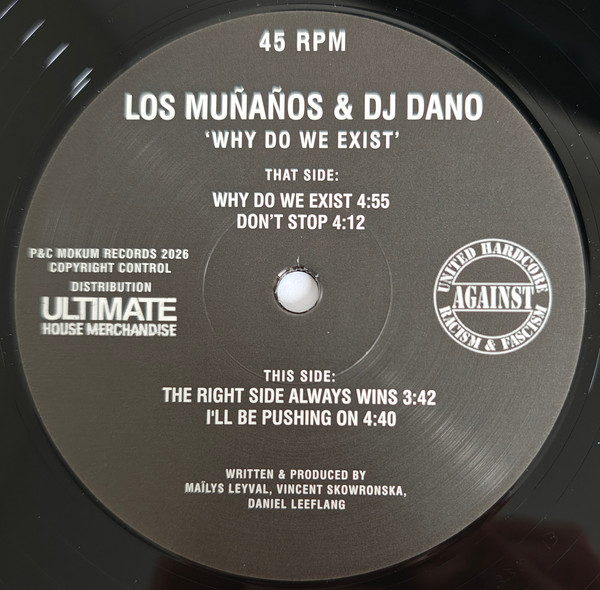 45 RPM
LOS MUÑAÑOS & DJ DANO
‘WHY DO WE EXIST’
THAT SIDE:
WHY DO WE EXIST 4:55
DON'T STOP 4:12
P&C MOKUM RECORDS 2026
COPYRIGHT CONTROL
DISTRIBUTION
ULTIMATE
HOUSE MERCHANDISE
UNITED HARDCORE
AGAINST
RACISM & FASCISM
THIS SIDE:
THE RIGHT SIDE ALWAYS WINS 3:42
I'LL BE PUSHING ON 4:40
WRITTEN & PRODUCED BY
MAÏLYS LEYVAL, VINCENT SKOWRONSKA,
DANIEL LEEFLANG